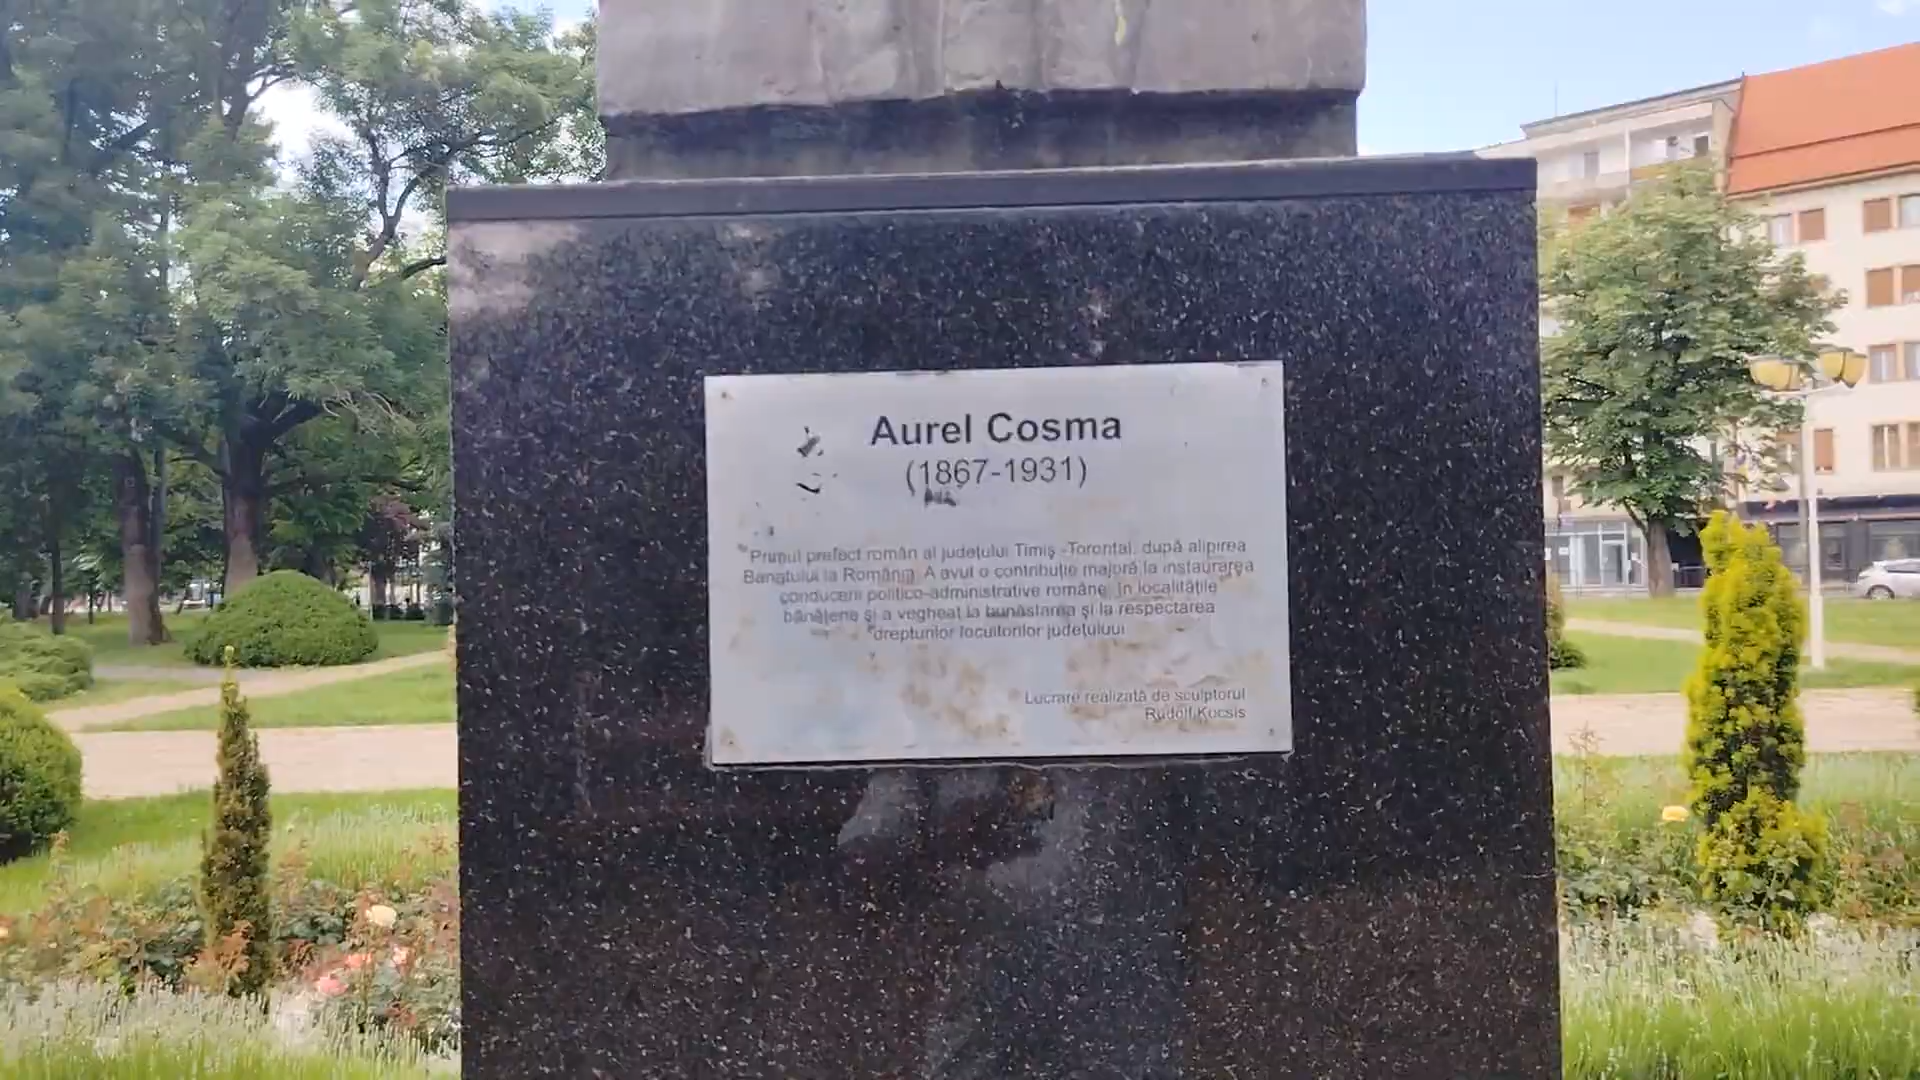 Aurel Cosma
(1867-1931)
Primul prefect român al județului Timiș -Torontal, după alipirea
Banatului la România. A avut o contribuție majoră la instaurarea
conducerii politico-administrative române, în localitățile
bănățene și a vegheat la bunăstarea și la respectarea
drepturilor locuitorilor județului
Lucrare realizată de sculptorul
Rudolf Kocsis